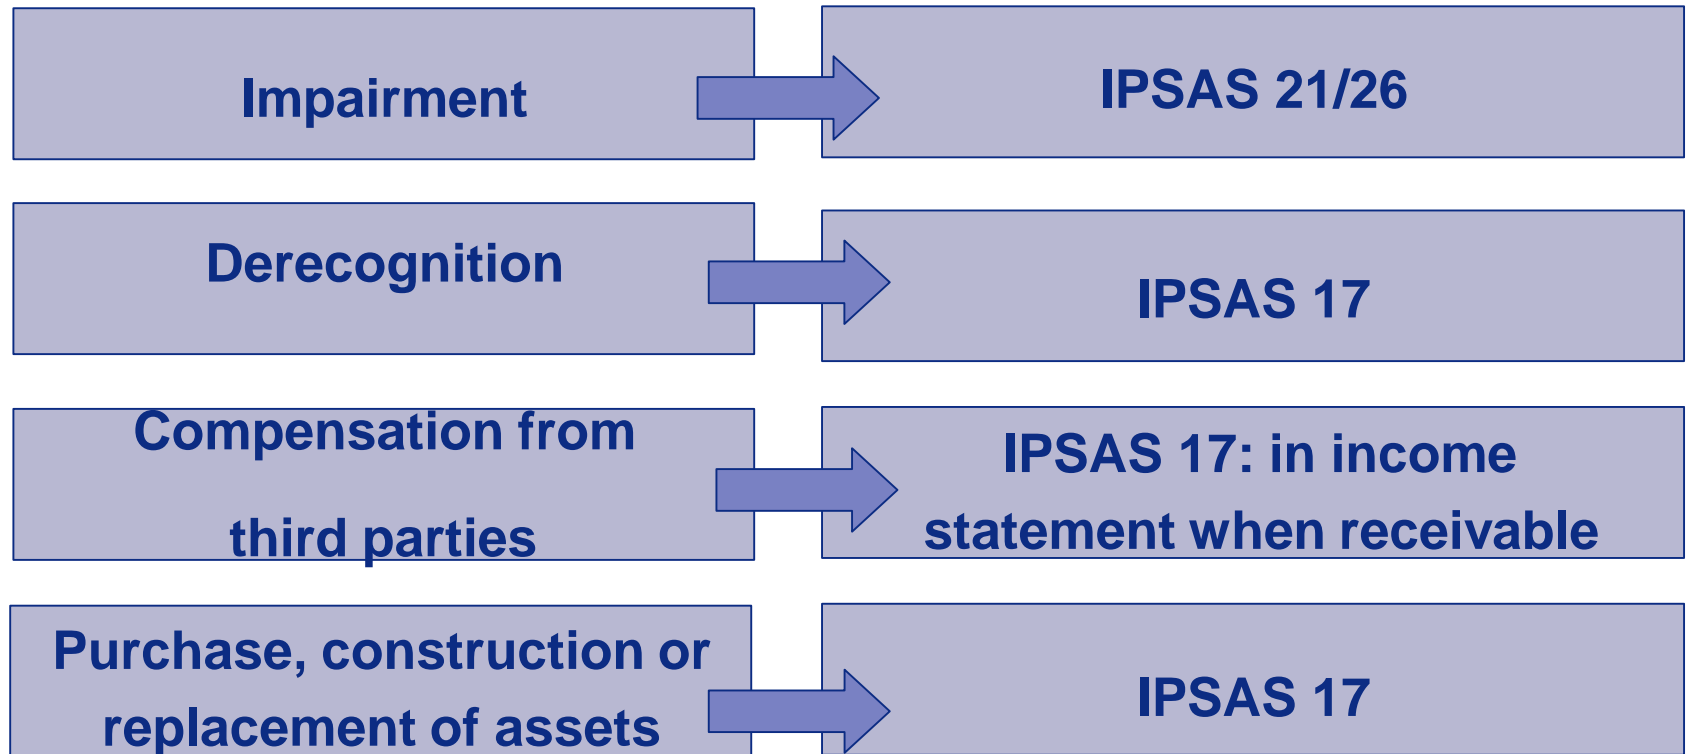 Impairment
IPSAS 21/26
Derecognition
IPSAS 17
Compensation from
third parties
IPSAS 17: in income
statement when receivable
Purchase, construction or
replacement of assets
IPSAS 17